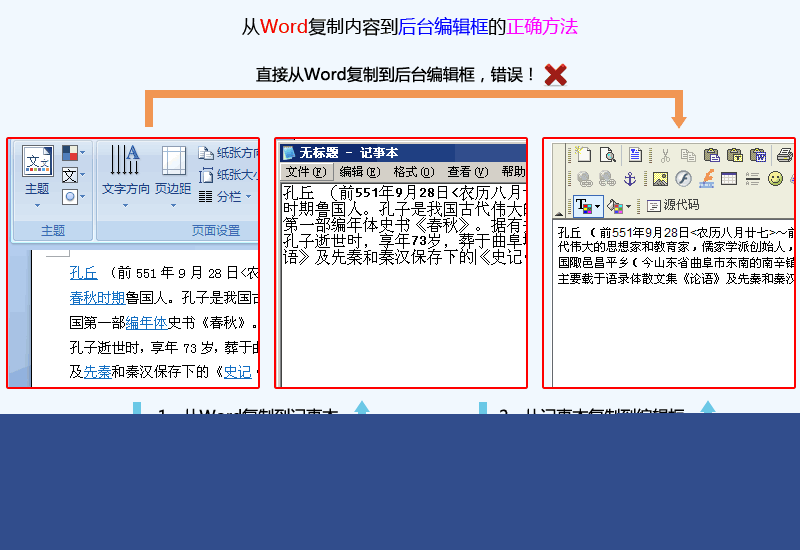 从Word复制内容到后台编辑框的正确方法
直接从Word复制到后台编辑框，错误！
主题
文字方向
页边距
纸张方向
纸张大小
分栏
主题
页面设置
孔丘 （前 551 年 9 月 28 日<农
春秋时期鲁国人。孔子是我国古
国第一部编年体史书《春秋》。
孔子逝世时，享年 73 岁，葬于曲
及先秦和秦汉保存下的《史记
无标题 - 记事本
文件(F) 编辑(E) 格式(O) 查看(V) 帮助
孔丘 （前551年9月28日<农历八月廿
时期鲁国人。孔子是我国古代伟大的
第一部编年体史书《春秋》。据有关
孔子逝世时，享年73岁，葬于曲阜城
语》及先秦和秦汉保存下的《史记
源代码
孔丘 （前551年9月28日<农历八月廿七>~~前
代伟大的思想家和教育家，儒家学派创始人，
国陬邑昌平乡（今山东省曲阜市东南的南辛镇
主要载于语录体散文集《论语》及先秦和秦汉
1、从Word复制到记事本
2、从记事本复制到编辑框